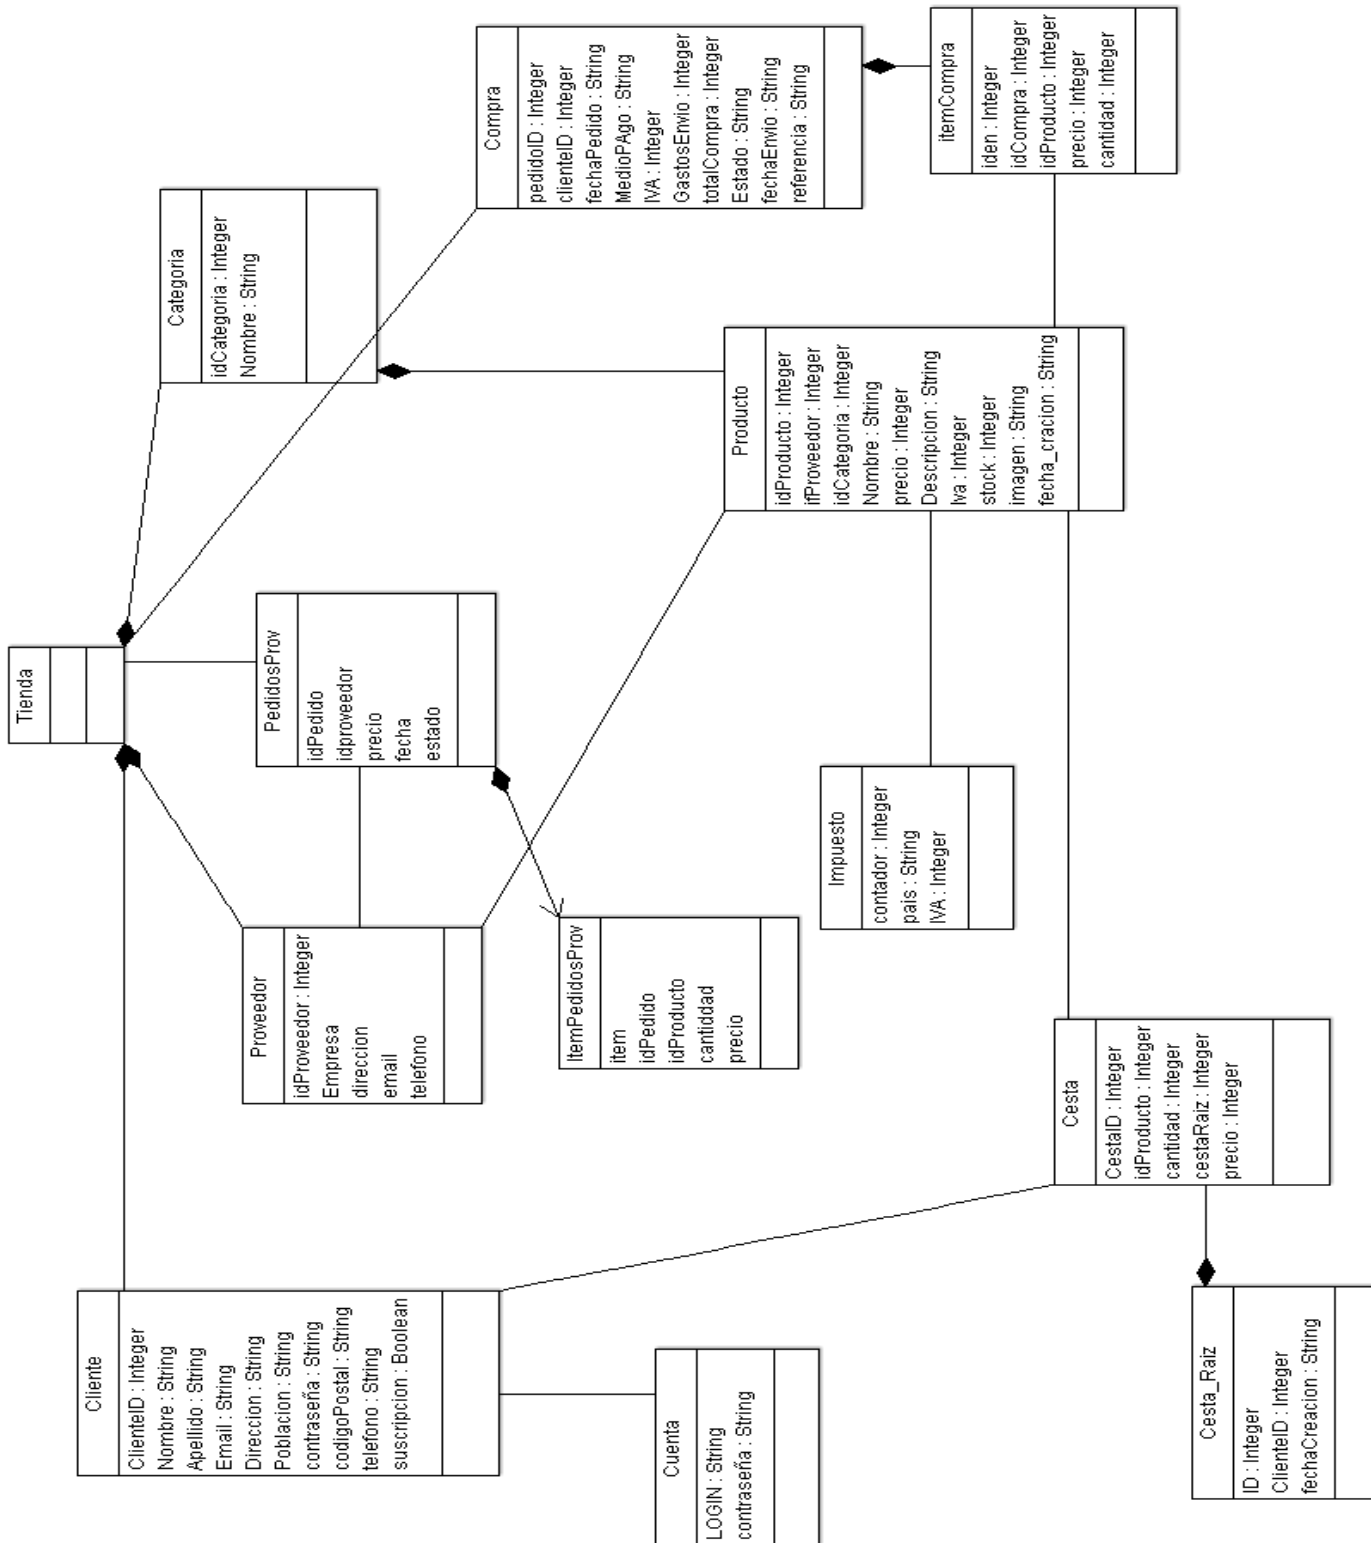 Tienda
Cliente
ClienteID : Integer
Nombre : String
Apellido : String
Email : String
Direccion : String
Poblacion : String
contraseña : String
codigoPostal : String
telefono : String
suscripcion : Boolean
Categoria
idCategoria : Integer
Nombre : String
Proveedor
idProveedor : Integer
Empresa
direccion
email
telefono
PedidosProv
idPedido
idproveedor
precio
fecha
estado
Compra
pedidoID : Integer
clienteID : Integer
fechaPedido : String
MedioPAgo : String
IVA : Integer
GastosEnvio : Integer
totalCompra : Integer
Estado : String
fechaEnvio : String
referencia : String
ItemPedidosProv
item
idPedido
idProducto
cantiddad
precio
Cuenta
LOGIN : String
contraseña : String
Producto
idProducto : Integer
ifProveedor : Integer
idCategoria : Integer
Nombre : String
precio : Integer
Descripcion : String
Iva : Integer
stock : Integer
imagen : String
fecha_cracion : String
Impuesto
contador : Integer
pais : String
IVA : Integer
itemCompra
iden : Integer
idCompra : Integer
idProducto : Integer
precio : Integer
cantidad : Integer
Cesta
CestaID : Integer
idProducto : Integer
cantidad : Integer
cestaRaiz : Integer
precio : Integer
Cesta_Raiz
ID : Integer
ClienteID : Integer
fechaCreacion : String